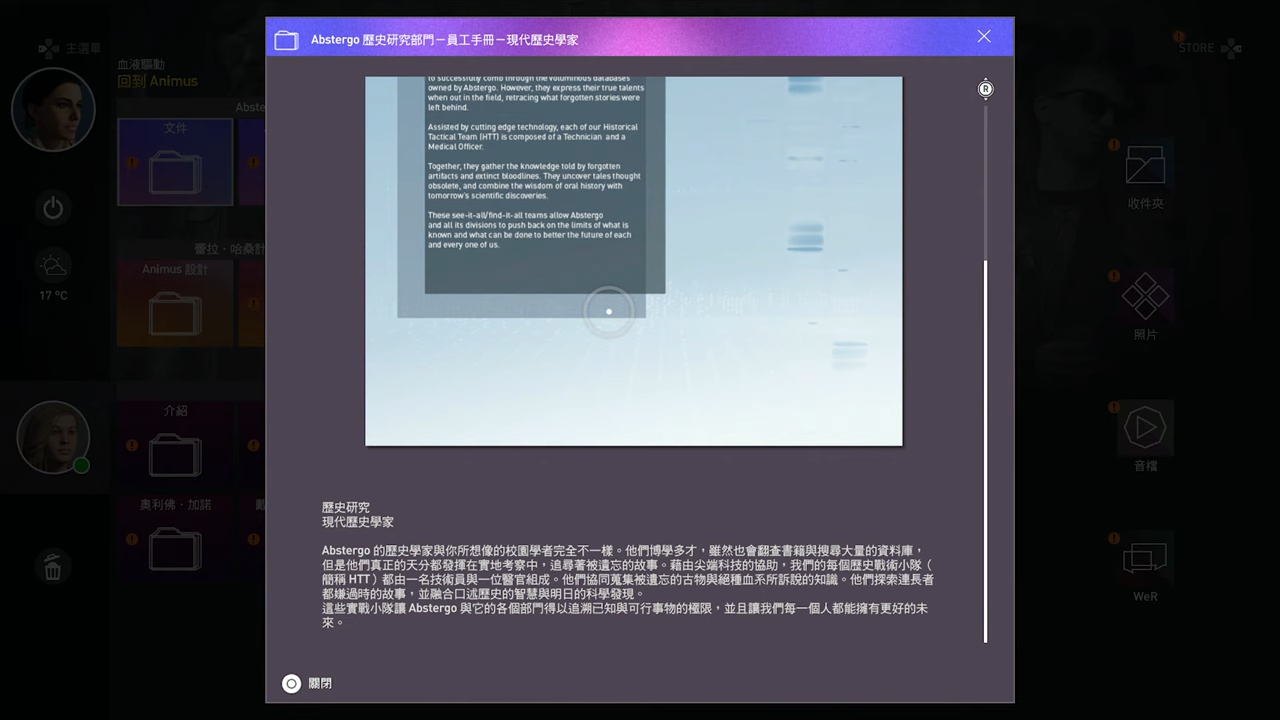 Abstergo 歷史研究部門－員工手冊－現代歷史學家
主選單
STORE
血液驅動
回到 Animus
Abste
文件
蕾拉．哈桑計
Animus 設計
17 °C
介紹
奧利佛．加諾
戴
收件夾
照片
音檔
WeR
R
to successfully comb through the voluminous databases
owned by Abstergo. However, they express their true talents
when out in the field, retracing what forgotten stories were
left behind.
Assisted by cutting edge technology, each of our Historical
Tactical Team (HTT) is composed of a Technician and a
Medical Officer.
Together, they gather the knowledge told by forgotten
artifacts and extinct bloodlines. They uncover tales thought
obsolete, and combine the wisdom of oral history with
tomorrow's scientific discoveries.
These see-it-all/find-it-all teams allow Abstergo
and all its divisions to push back on the limits of what is
known and what can be done to better the future of each
and every one of us.
歷史研究
現代歷史學家
Abstergo 的歷史學家與你所想像的校園學者完全不一樣。他們博學多才，雖然也會翻查書籍與搜尋大量的資料庫，
但是他們真正的天分都發揮在實地考察中，追尋著被遺忘的故事。藉由尖端科技的協助，我們的每個歷史戰術小隊（
簡稱 HTT）都由一名技術員與一位醫官組成。他們協同蒐集被遺忘的古物與絕種血系所訴說的知識。他們探索連長者
都嫌過時的故事，並融合口述歷史的智慧與明日的科學發現。
這些實戰小隊讓 Abstergo 與它的各個部門得以追溯已知與可行事物的極限，並且讓我們每一個人都能擁有更好的未
來。
關閉